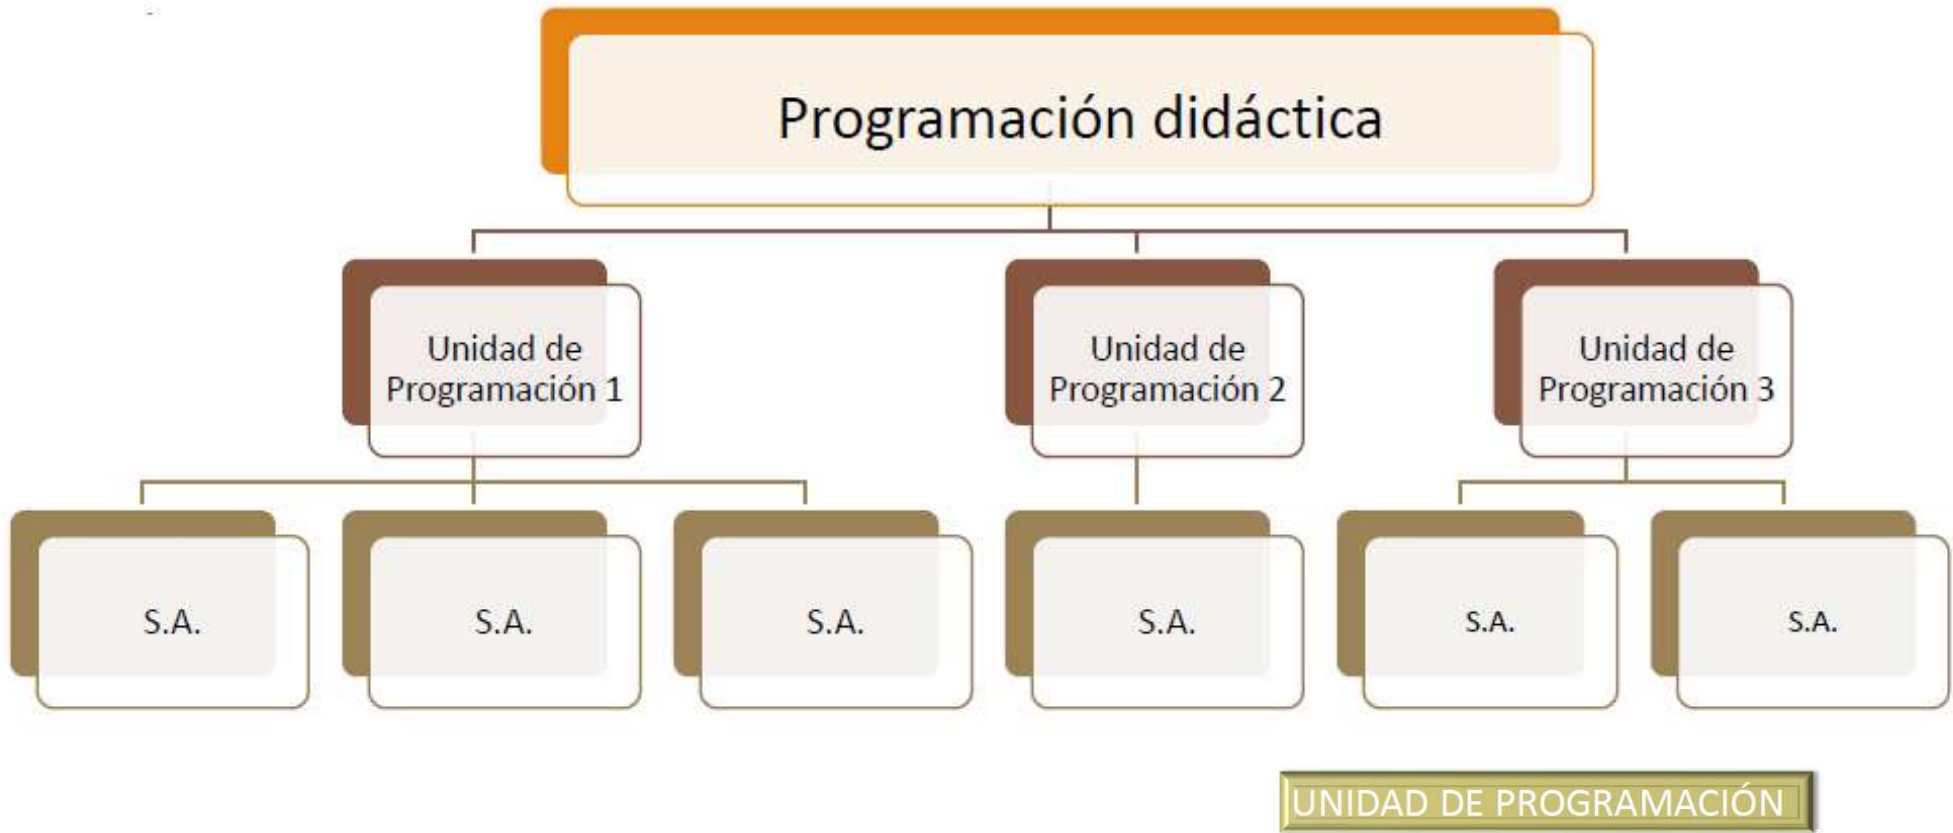 Programación didáctica
Unidad de
Programación 1
Unidad de
Programación 2
Unidad de
Programación 3
S.A.
S.A.
S.A.
S.A.
S.A.
S.A.
UNIDAD DE PROGRAMACIÓN